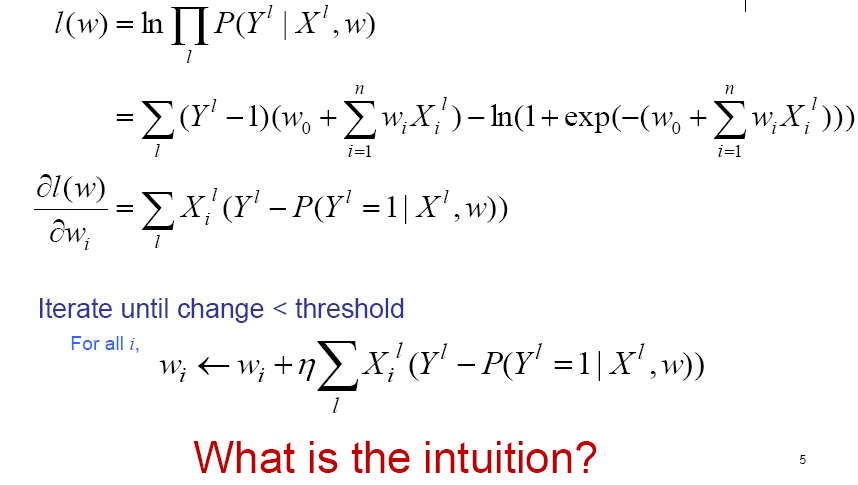 l(w) = ln ∏_l P(Y^l | X^l, w)
= ∑_l (Y^l − 1)(w_0 + ∑_{i=1}^n w_i X_i^l) − ln(1 + exp(−(w_0 + ∑_{i=1}^n w_i X_i^l)))
∂l(w)/∂w_i = ∑_l X_i^l (Y^l − P(Y^l = 1 | X^l, w))
Iterate until change < threshold
For all i, w_i ← w_i + η ∑_l X_i^l (Y^l − P(Y^l = 1 | X^l, w))
What is the intuition?
5